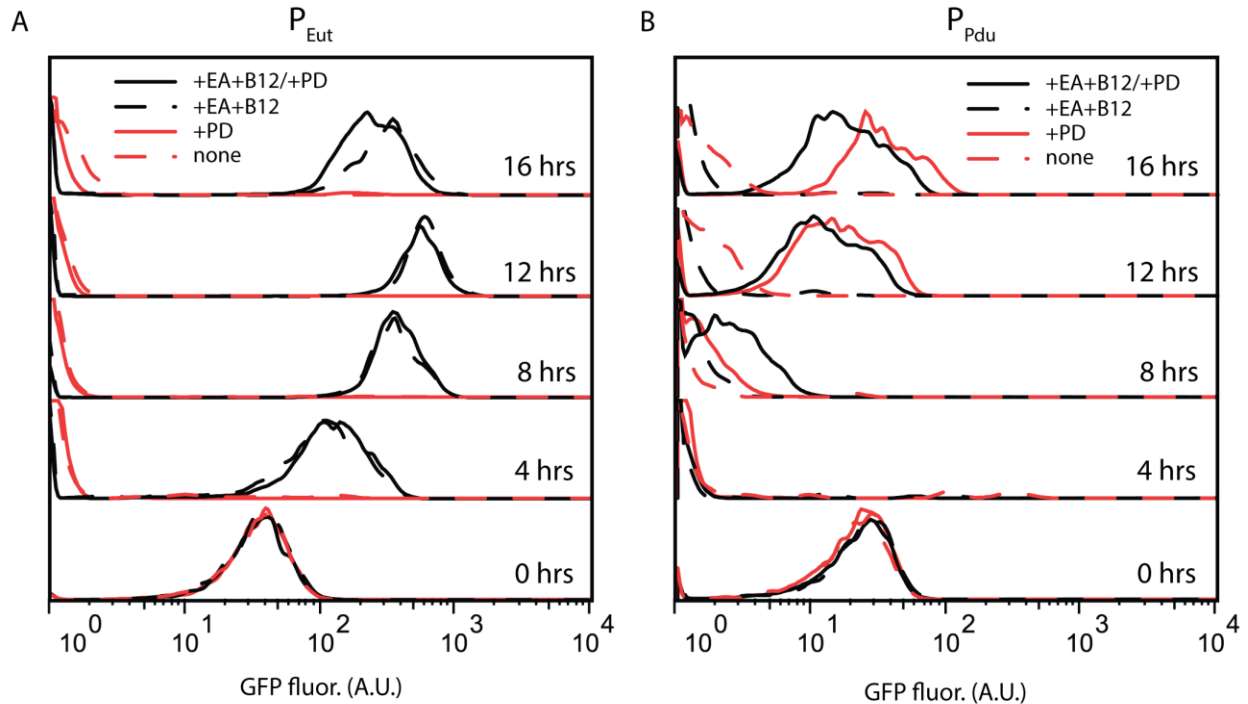 A
P_Eut
+EA+B12/+PD
+EA+B12
+PD
none
16 hrs
12 hrs
8 hrs
4 hrs
0 hrs
10^0 10^1 10^2 10^3 10^4
GFP fluor. (A.U.)
B
P_Pdu
+EA+B12/+PD
+EA+B12
+PD
none
16 hrs
12 hrs
8 hrs
4 hrs
0 hrs
10^0 10^1 10^2 10^3 10^4
GFP fluor. (A.U.)